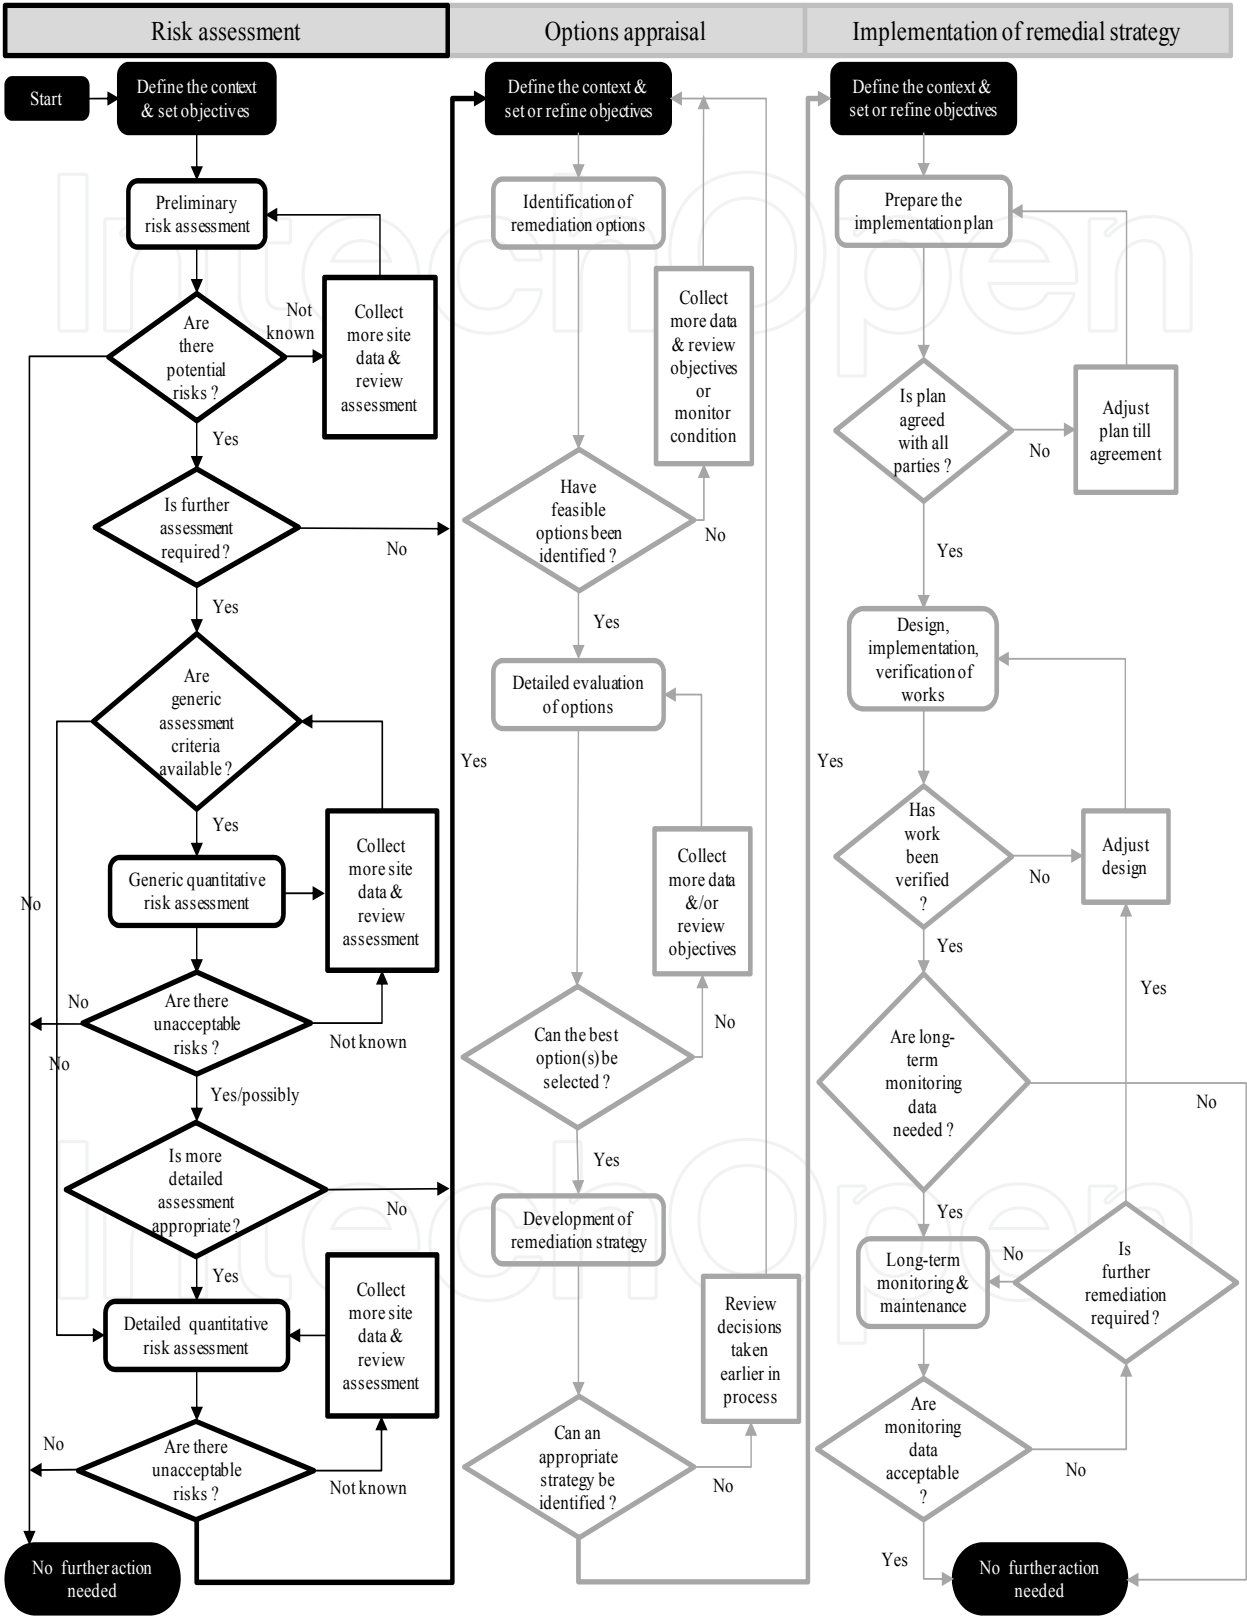 Risk assessment
Options appraisal
Implementation of remedial strategy
Start
Define the context
& set objectives
Preliminary
risk assessment
Are
there
potential
risks ?
Not
known
Collect
more site
data &
review
assessment
Yes
Is further
assessment
required ?
No
Yes
Are
generic
assessment
criteria
available ?
Yes
Generic quantitative
risk assessment
Collect
more site
data &
review
assessment
No
Are there
unacceptable
risks ?
No
Not known
No
Yes/possibly
Is more
detailed
assessment
appropriate ?
No
Yes
Detailed quantitative
risk assessment
Collect
more site
data &
review
assessment
Are there
unacceptable
risks ?
No
Not known
No further action
needed
Yes
Define the context &
set or refine objectives
Identification of
remediation options
Collect
more data
& review
objectives
or
monitor
condition
Have
feasible
options been
identified ?
No
Yes
Detailed evaluation
of options
Collect
more data
&/or
review
objectives
Can the best
option(s) be
selected ?
No
Yes
Development of
remediation strategy
Review
decisions
taken
earlier in
process
Can an
appropriate
strategy be
identified ?
No
Yes
Define the context &
set or refine objectives
Prepare the
implementation plan
Is plan
agreed
with all
parties ?
No
Adjust
plan till
agreement
Yes
Design,
implementation,
verification of
works
Has
work
been
verified
?
No
Adjust
design
Yes
Yes
Are long-
term
monitoring
data
needed ?
No
Yes
Long-term
monitoring &
maintenance
No
Is
further
remediation
required ?
Are
monitoring
data
acceptable
?
No
Yes
No further action
needed
IntechOpen
IntechOpen